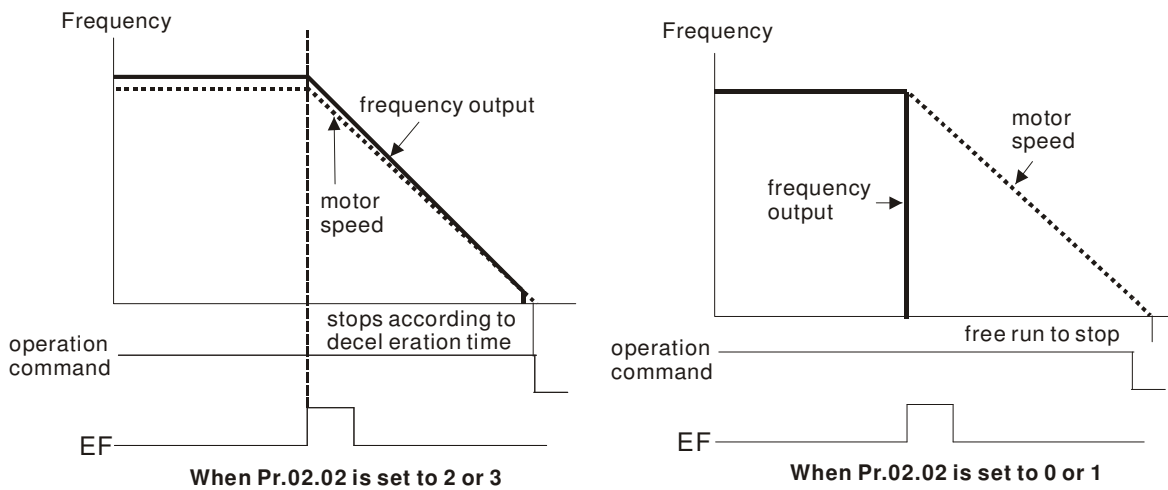 Frequency
frequency output
motor
speed
stops according to
decel eration time
operation
command
EF
When Pr.02.02 is set to 2 or 3
Frequency
motor
speed
frequency
output
free run to stop
operation
command
EF
When Pr.02.02 is set to 0 or 1